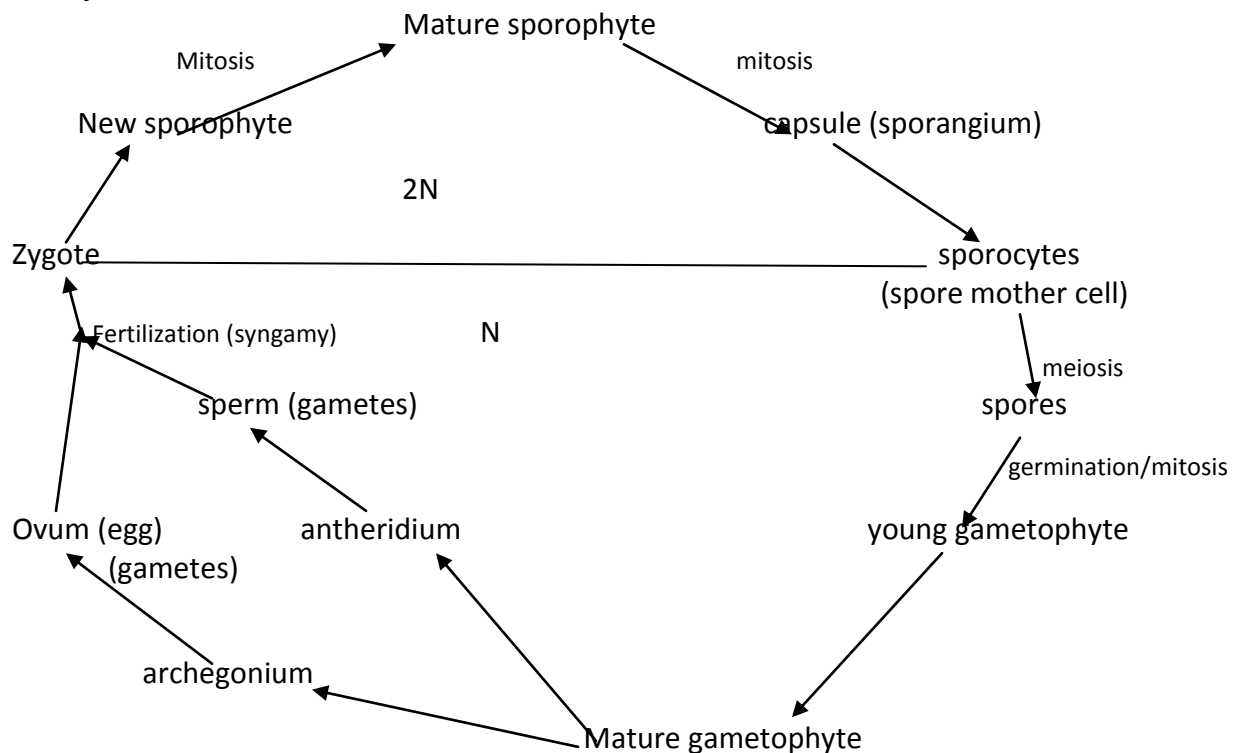 Mature sporophyte
Mitosis
mitosis
New sporophyte
capsule (sporangium)
2N
Zygote
sporocytes
(spore mother cell)
Fertilization (syngamy)
N
meiosis
sperm (gametes)
spores
germination/mitosis
Ovum (egg)
antheridium
young gametophyte
(gametes)
archegonium
Mature gametophyte